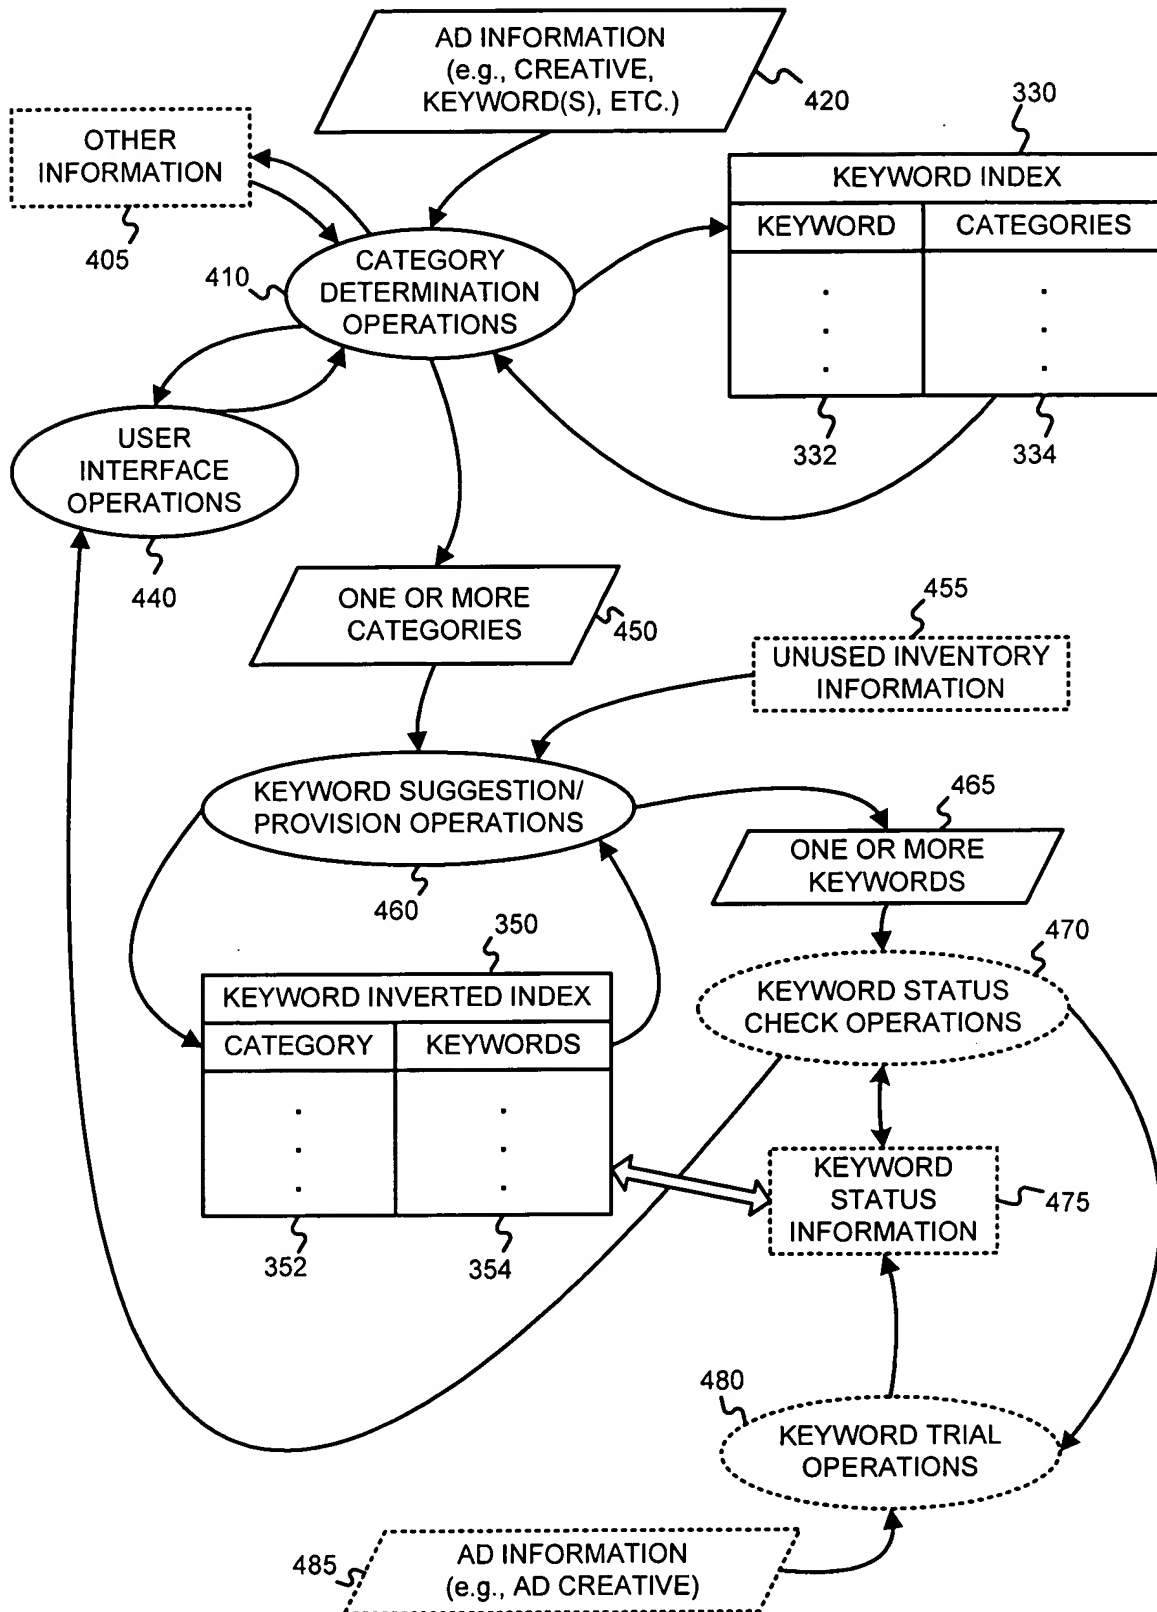 AD INFORMATION
(e.g., CREATIVE,
KEYWORD(S), ETC.)
420
330
OTHER
INFORMATION
405
KEYWORD INDEX
KEYWORD
CATEGORIES
410
CATEGORY
DETERMINATION
OPERATIONS
332
334
USER
INTERFACE
OPERATIONS
440
ONE OR MORE
CATEGORIES
450
455
UNUSED INVENTORY
INFORMATION
KEYWORD SUGGESTION/
PROVISION OPERATIONS
460
465
ONE OR MORE
KEYWORDS
350
470
KEYWORD INVERTED INDEX
CATEGORY
KEYWORDS
KEYWORD STATUS
CHECK OPERATIONS
352
354
KEYWORD
STATUS
INFORMATION
475
480
KEYWORD TRIAL
OPERATIONS
485
AD INFORMATION
(e.g., AD CREATIVE)